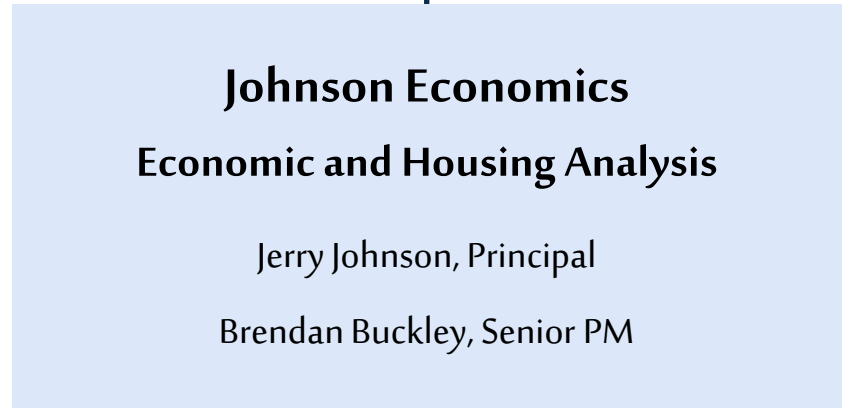 Johnson Economics
Economic and Housing Analysis
Jerry Johnson, Principal
Brendan Buckley, Senior PM